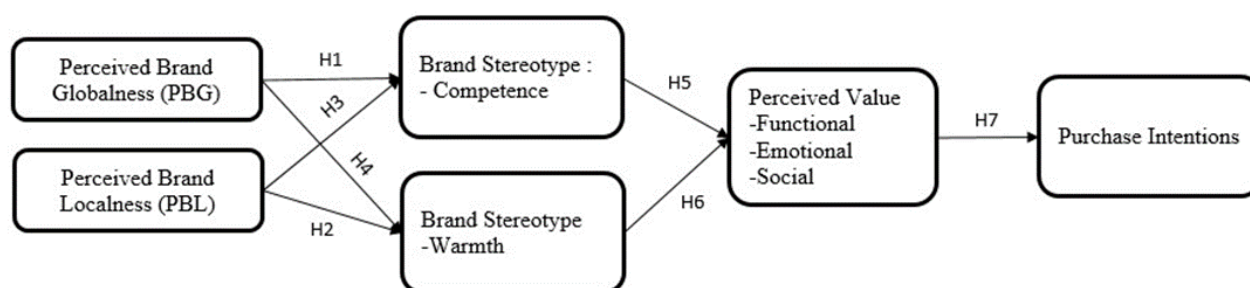 Perceived Brand
Globalness (PBG)
Perceived Brand
Localness (PBL)
H1
H3
H4
H2
Brand Stereotype :
- Competence
Brand Stereotype
-Warmth
H5
H6
Perceived Value
-Functional
-Emotional
-Social
H7
Purchase Intentions